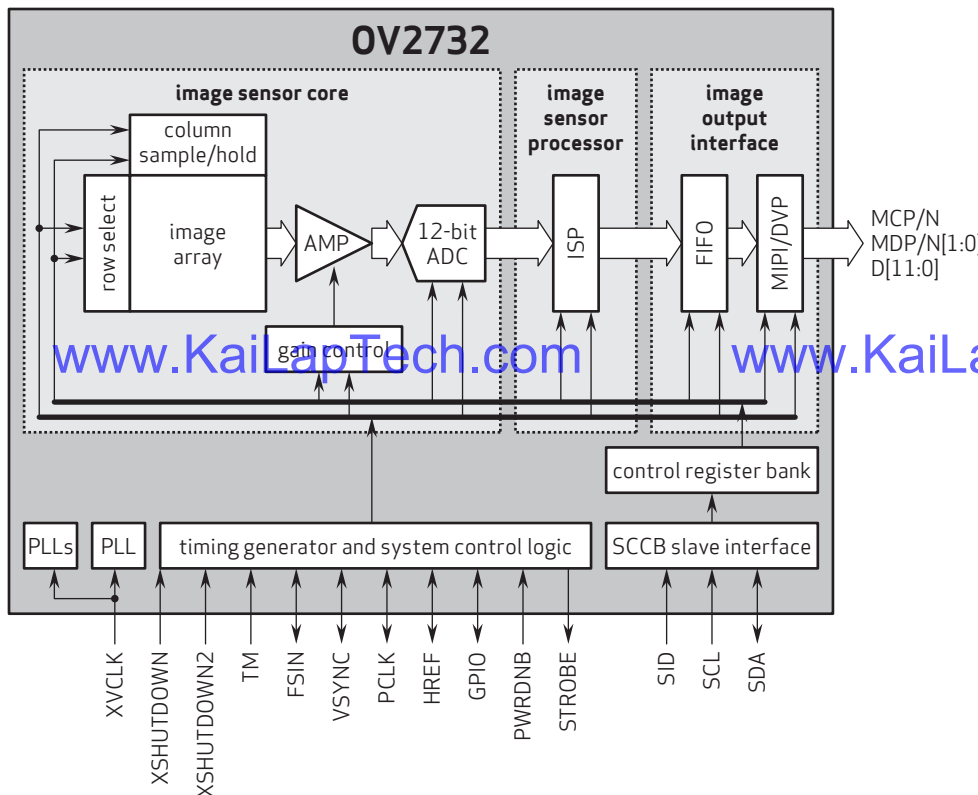 OV2732
image sensor core
image
sensor
processor
image
output
interface
column
sample/hold
row select
image
array
AMP
12-bit
ADC
ISP
FIFO
MIPI/DVP
MCP/N
MDP/N[1:0]
D[11:0]
gain control
www.KaiLapTech.com
www.KaiLa
control register bank
PLLs
PLL
timing generator and system control logic
SCCB slave interface
XVCLK
XSHUTDOWN
XSHUTDOWN2
TM
FSIN
VSYNC
PCLK
HREF
GPIO
PWRDNB
STROBE
SID
SCL
SDA